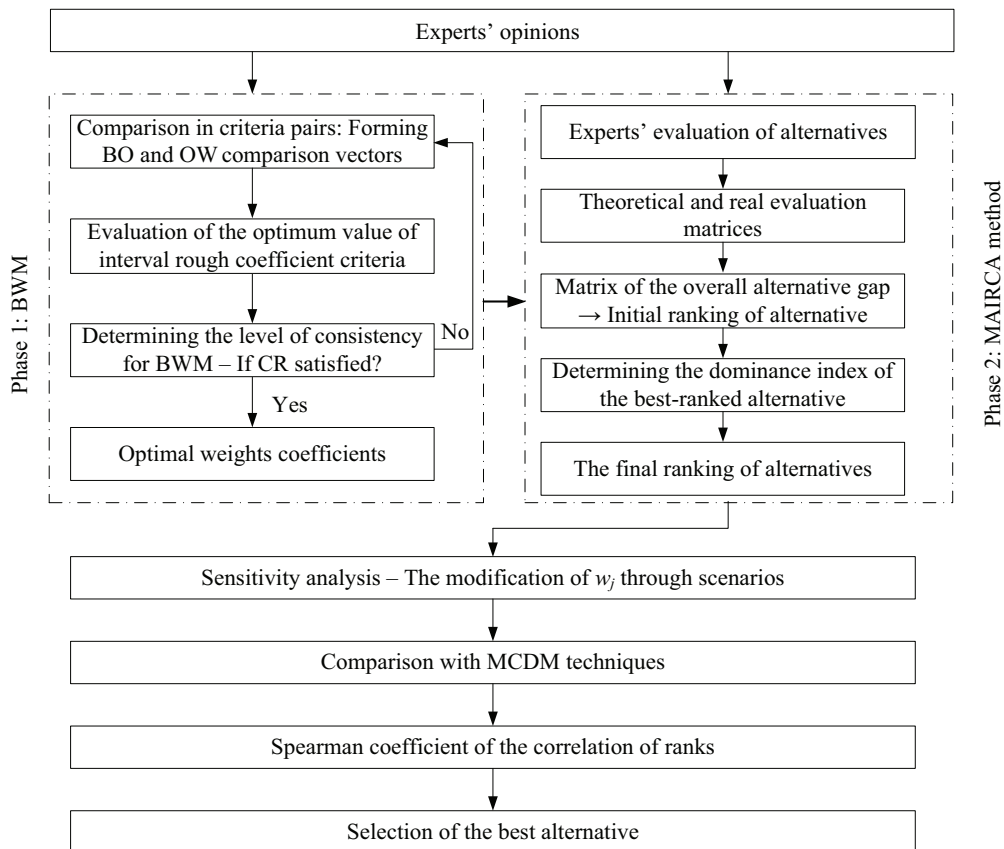 Experts' opinions
Phase 1: BWM
Comparison in criteria pairs: Forming
BO and OW comparison vectors
Evaluation of the optimum value of
interval rough coefficient criteria
Determining the level of consistency
for BWM – If CR satisfied?
No
Yes
Optimal weights coefficients
Phase 2: MAIRCA method
Experts' evaluation of alternatives
Theoretical and real evaluation
matrices
Matrix of the overall alternative gap
→ Initial ranking of alternative
Determining the dominance index of
the best-ranked alternative
The final ranking of alternatives
Sensitivity analysis – The modification of wj through scenarios
Comparison with MCDM techniques
Spearman coefficient of the correlation of ranks
Selection of the best alternative